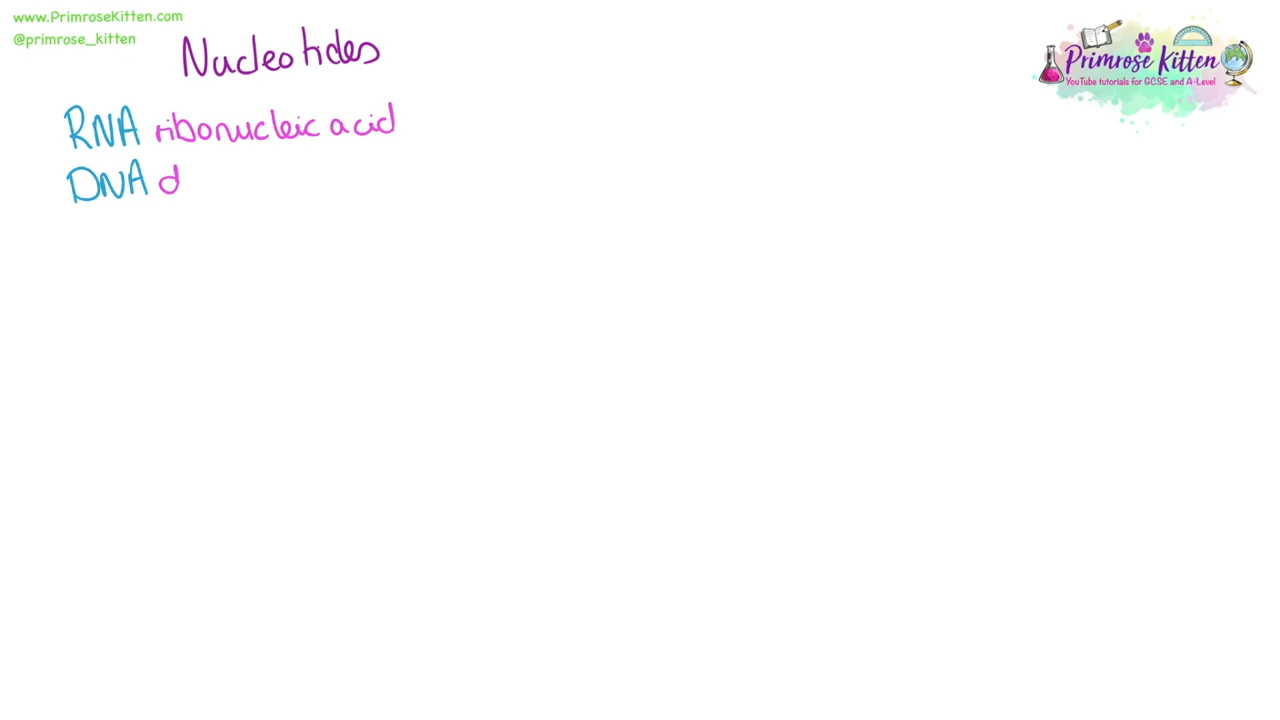 www.PrimroseKitten.com
@primrose_kitten
Nucleotides
Primrose Kitten
YouTube tutorials for GCSE and A-Level
RNA ribonucleic acid
DNA d